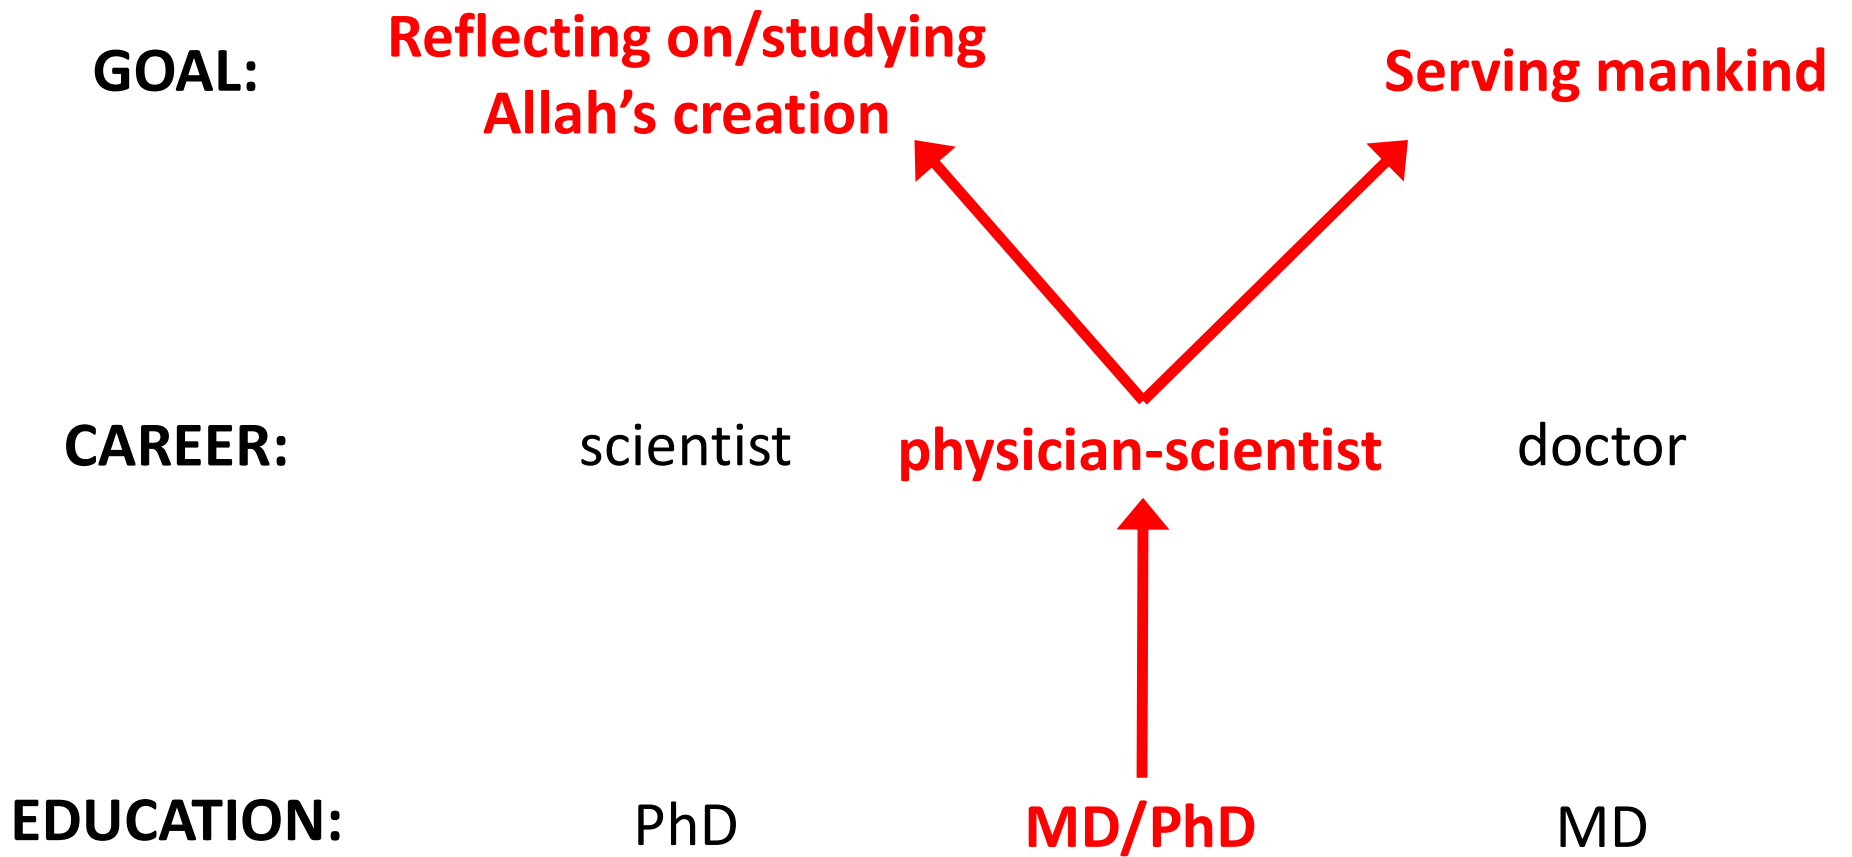 GOAL:
Reflecting on/studying
Allah’s creation
Serving mankind
CAREER:
scientist
physician-scientist
doctor
EDUCATION:
PhD
MD/PhD
MD